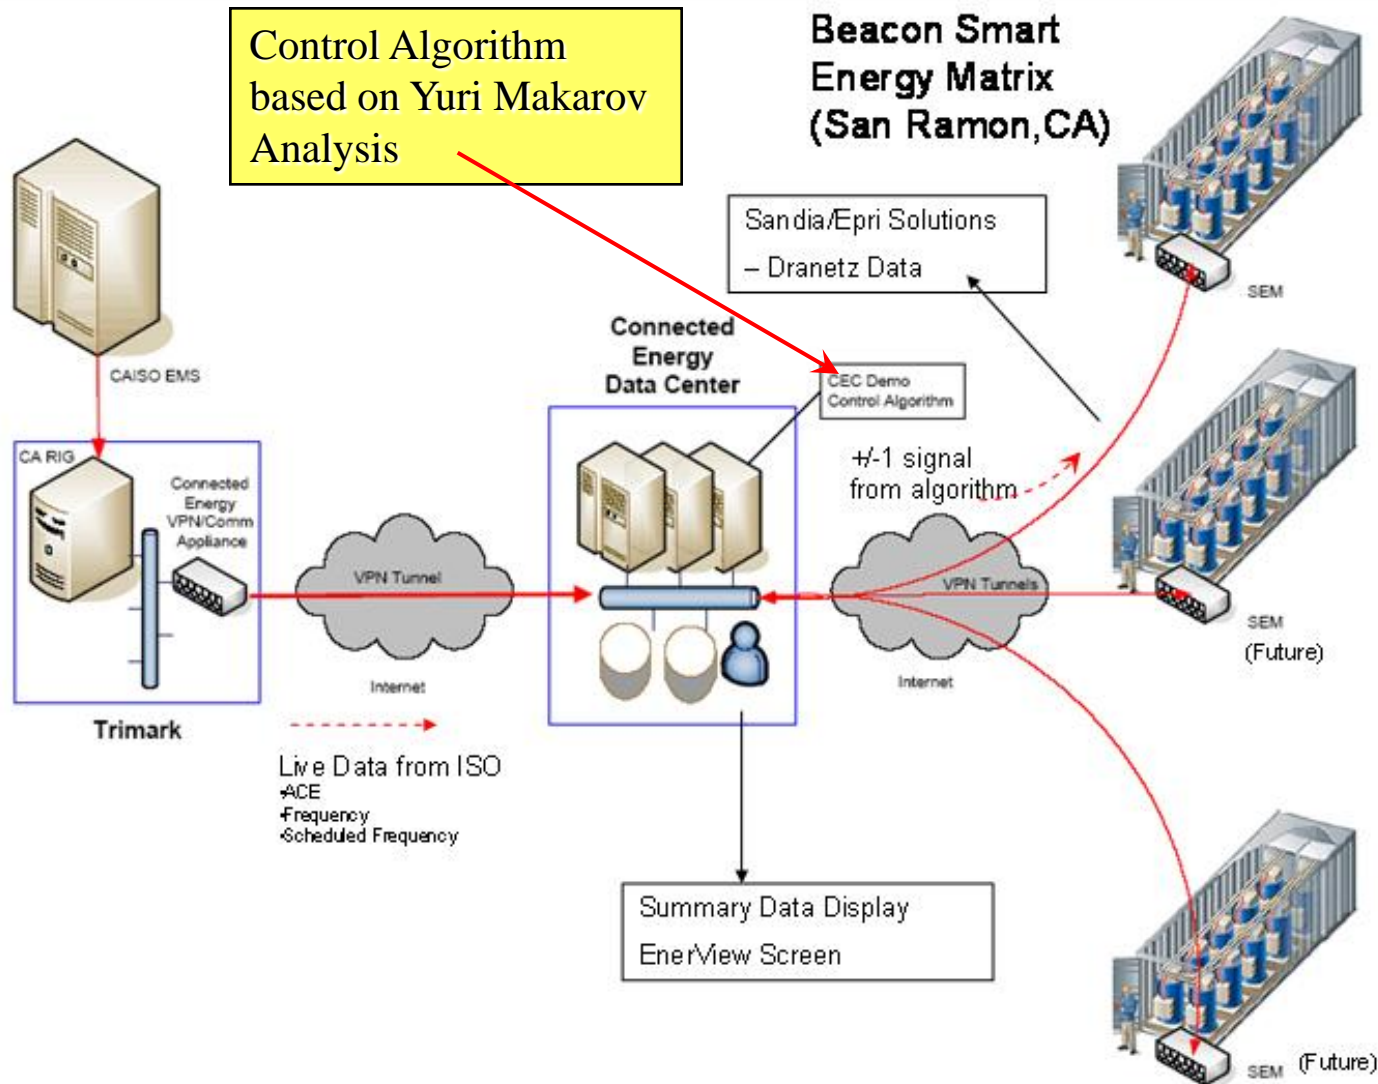 Control Algorithm
based on Yuri Makarov
Analysis
Beacon Smart
Energy Matrix
(San Ramon,CA)
Sandia/Epri Solutions
– Dranetz Data
SEM
CAISO EMS
Connected
Energy
Data Center
CEC Demo
Control Algorithm
CA RIG
Connected
Energy
VPN/Comm
Appliance
+/-1 signal
from algorithm
VPN Tunnel
VPN Tunnels
SEM
(Future)
Internet
Internet
Trimark
Live Data from ISO
•ACE
•Frequency
•Scheduled Frequency
Summary Data Display
EnerView Screen
SEM (Future)